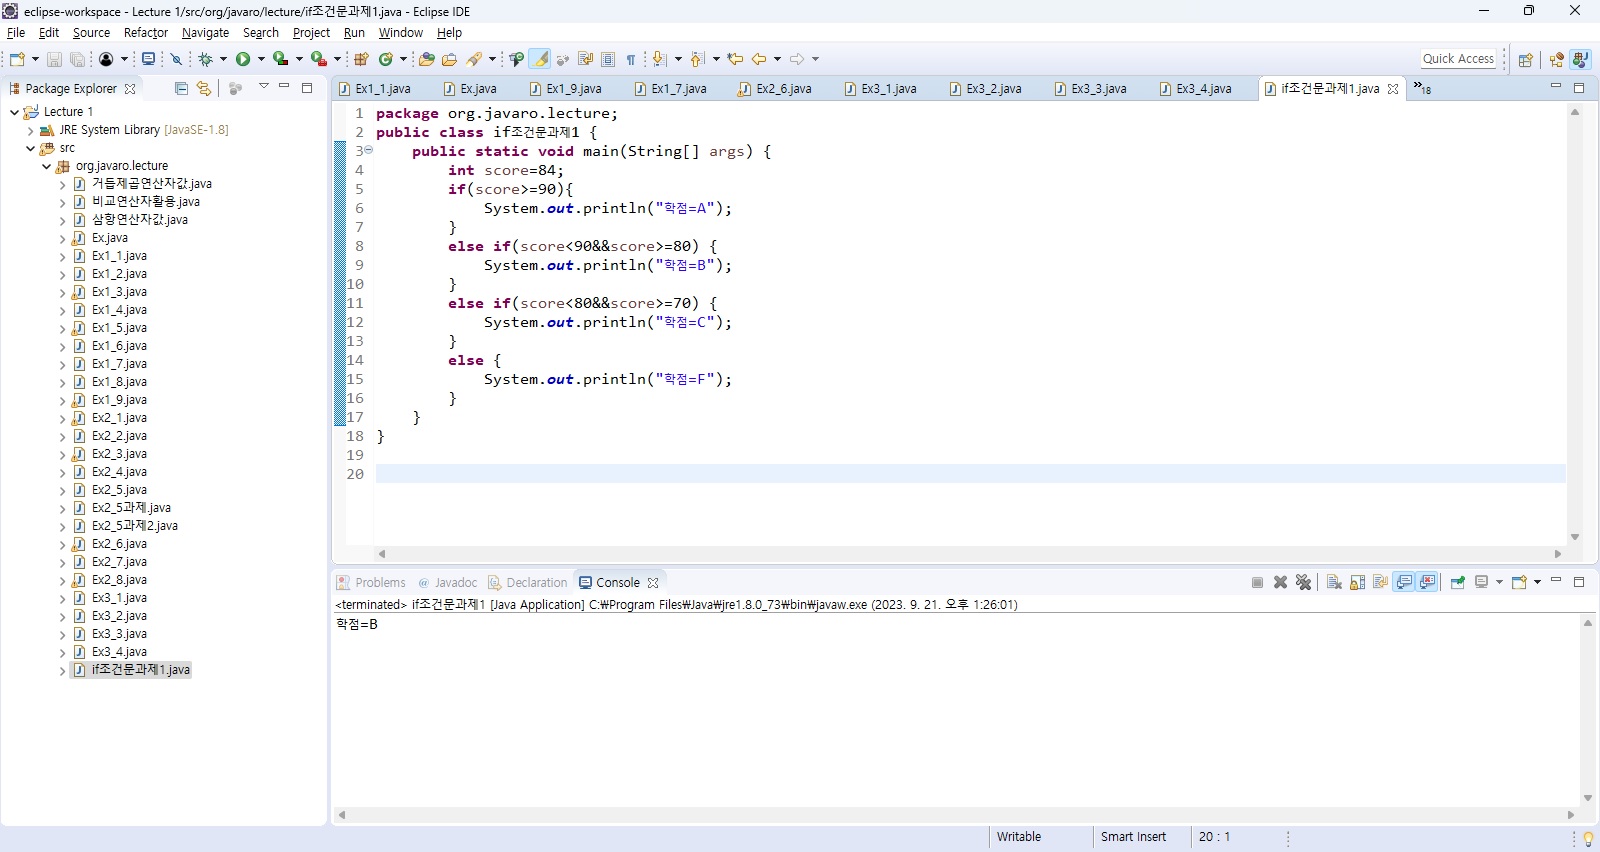 eclipse-workspace - Lecture 1/src/org/javaro/lecture/if조건문과제1.java - Eclipse IDE
File Edit Source Refactor Navigate Search Project Run Window Help
Quick Access
Package Explorer
Ex1_1.java Ex.java Ex1_9.java Ex1_7.java Ex2_6.java Ex3_1.java Ex3_2.java Ex3_3.java Ex3_4.java if조건문과제1.java »18
Lecture 1
JRE System Library [JavaSE-1.8]
src
org.javaro.lecture
거듭제곱연산자값.java
비교연산자활용.java
삼항연산자값.java
Ex.java
Ex1_1.java
Ex1_2.java
Ex1_3.java
Ex1_4.java
Ex1_5.java
Ex1_6.java
Ex1_7.java
Ex1_8.java
Ex1_9.java
Ex2_1.java
Ex2_2.java
Ex2_3.java
Ex2_4.java
Ex2_5.java
Ex2_5과제.java
Ex2_5과제2.java
Ex2_6.java
Ex2_7.java
Ex2_8.java
Ex3_1.java
Ex3_2.java
Ex3_3.java
Ex3_4.java
if조건문과제1.java
1 package org.javaro.lecture;
2 public class if조건문과제1 {
3 public static void main(String[] args) {
4 int score=84;
5 if(score>=90){
6 System.out.println("학점=A");
7 }
8 else if(score<90&&score>=80) {
9 System.out.println("학점=B");
10 }
11 else if(score<80&&score>=70) {
12 System.out.println("학점=C");
13 }
14 else {
15 System.out.println("학점=F");
16 }
17 }
18 }
19
20
Problems @ Javadoc Declaration Console
<terminated> if조건문과제1 [Java Application] C:₩Program Files₩Java₩jre1.8.0_73₩bin₩javaw.exe (2023. 9. 21. 오후 1:26:01)
학점=B
Writable Smart Insert 20 : 1